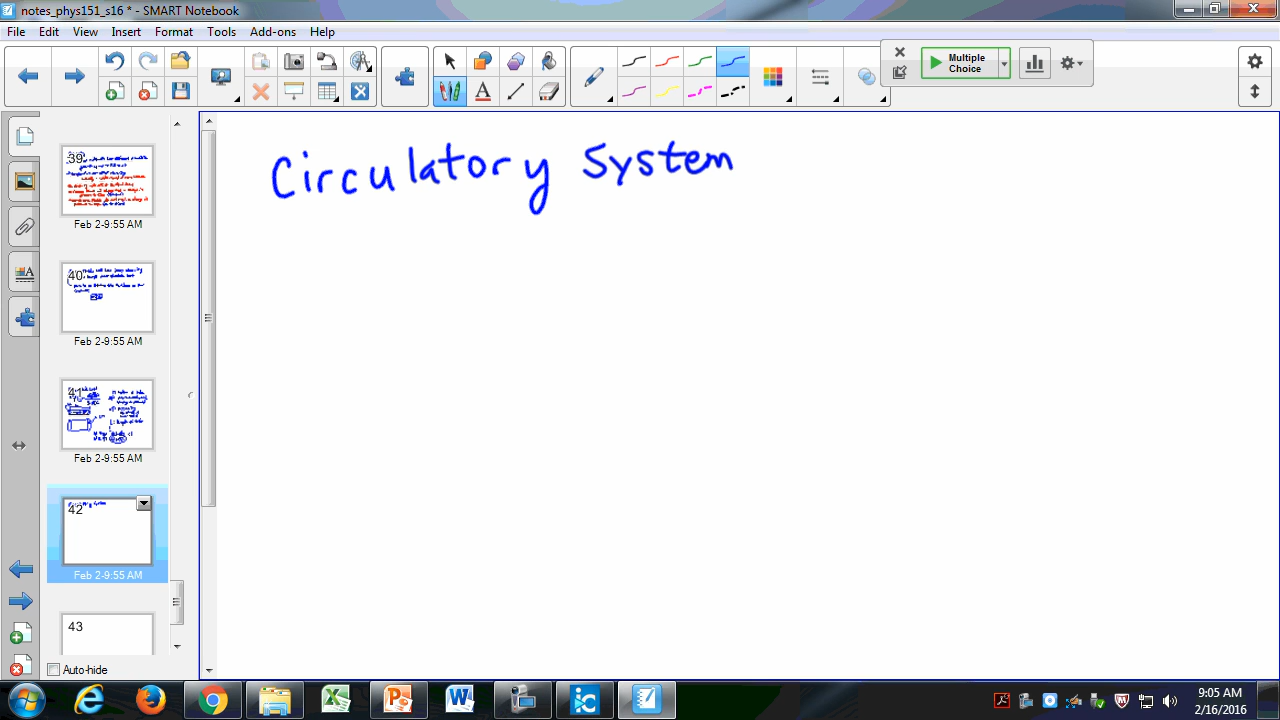 notes_phys151_s16 * - SMART Notebook
File Edit View Insert Format Tools Add-ons Help
Multiple
Choice
39
Feb 2-9:55 AM
40
Feb 2-9:55 AM
41
Feb 2-9:55 AM
42
Feb 2-9:55 AM
43
Auto-hide
Circulatory System
9:05 AM
2/16/2016